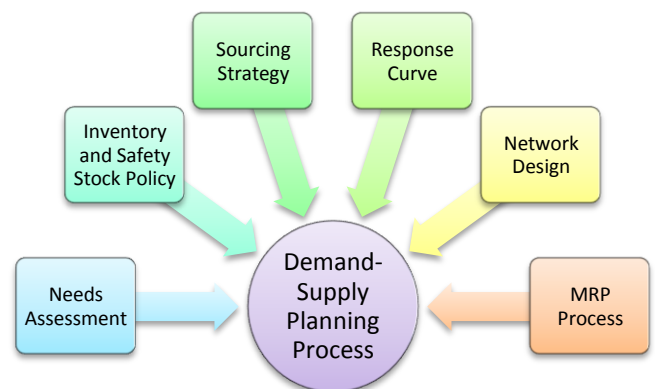 Sourcing
Strategy
Response
Curve
Inventory
and Safety
Stock Policy
Network
Design
Needs
Assessment
Demand-
Supply
Planning
Process
MRP
Process